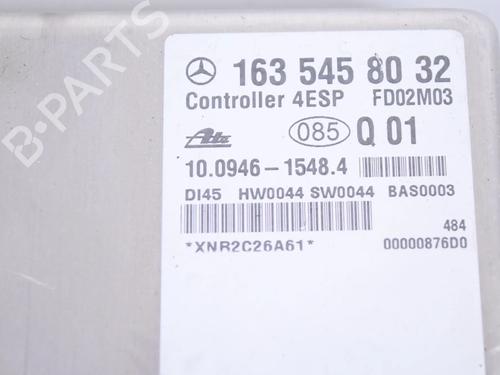 163 545 80 32
Controller 4ESP FD02M03
Ate 085 Q 01
10.0946-1548.4
DI45 HW0044 SW0044 BAS0003
484
*XNR2C26A61* 00000876D0